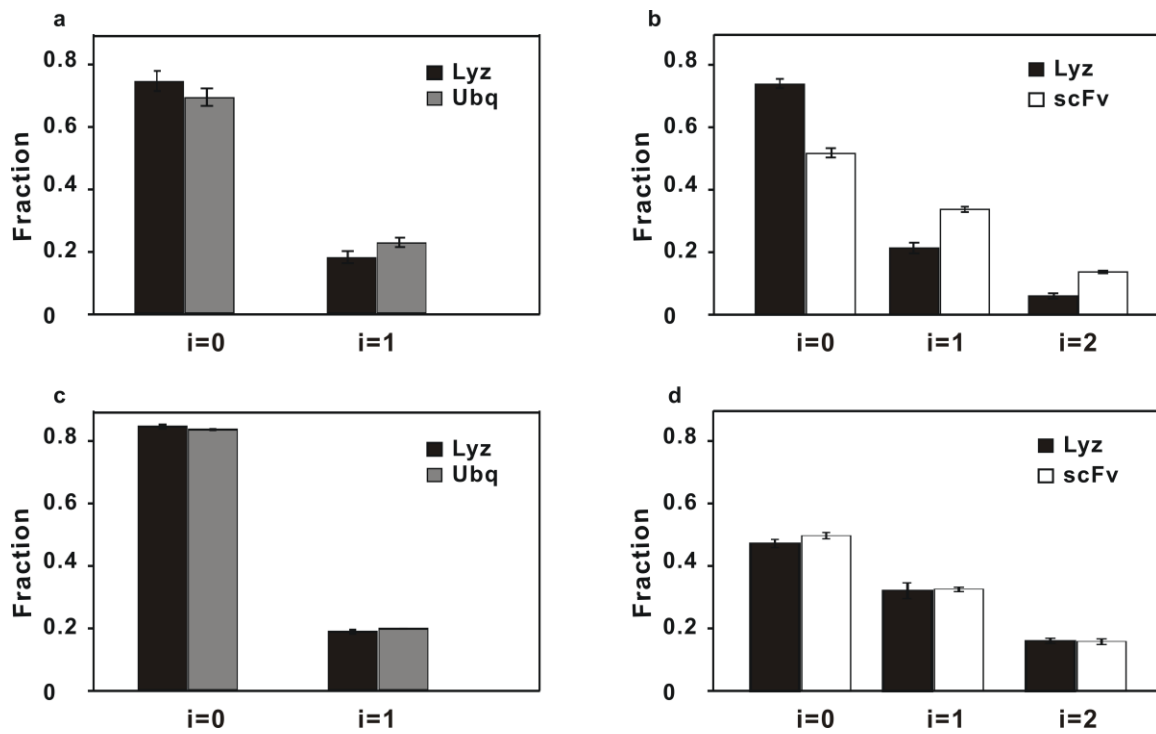 a
Fraction
0.8
0.6
0.4
0.2
0
Lyz
Ubq
i=0 i=1
b
Fraction
0.8
0.6
0.4
0.2
0
Lyz
scFv
i=0 i=1 i=2
c
Fraction
0.8
0.6
0.4
0.2
0
Lyz
Ubq
i=0 i=1
d
Fraction
0.8
0.6
0.4
0.2
0
Lyz
scFv
i=0 i=1 i=2